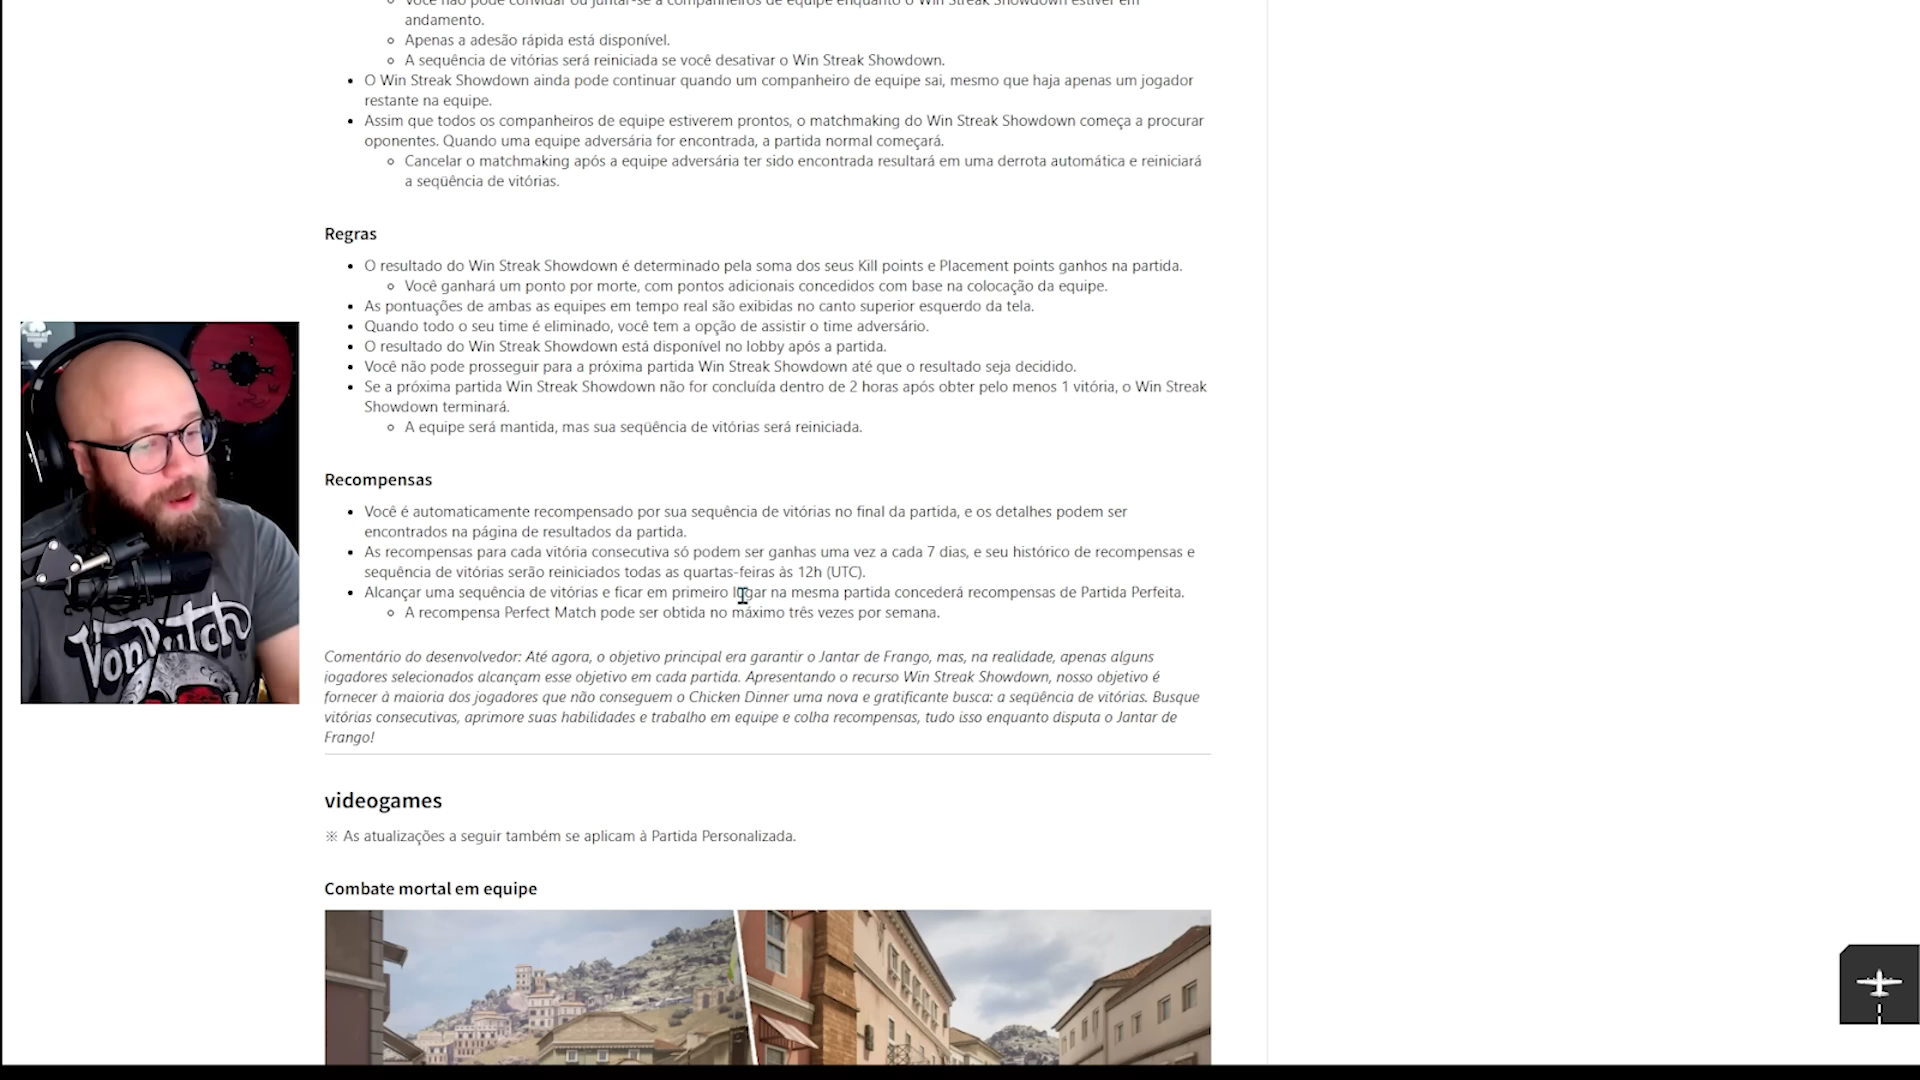 Você não pode convidar ou juntar-se a companheiros de equipe enquanto o Win Streak Showdown estiver em
andamento.
Apenas a adesão rápida está disponível.
A sequência de vitórias será reiniciada se você desativar o Win Streak Showdown.
O Win Streak Showdown ainda pode continuar quando um companheiro de equipe sai, mesmo que haja apenas um jogador
restante na equipe.
Assim que todos os companheiros de equipe estiverem prontos, o matchmaking do Win Streak Showdown começa a procurar
oponentes. Quando uma equipe adversária for encontrada, a partida normal começará.
Cancelar o matchmaking após a equipe adversária ter sido encontrada resultará em uma derrota automática e reiniciará
a seqüência de vitórias.
Regras
O resultado do Win Streak Showdown é determinado pela soma dos seus Kill points e Placement points ganhos na partida.
Você ganhará um ponto por morte, com pontos adicionais concedidos com base na colocação da equipe.
As pontuações de ambas as equipes em tempo real são exibidas no canto superior esquerdo da tela.
Quando todo o seu time é eliminado, você tem a opção de assistir o time adversário.
O resultado do Win Streak Showdown está disponível no lobby após a partida.
Você não pode prosseguir para a próxima partida Win Streak Showdown até que o resultado seja decidido.
Se a próxima partida Win Streak Showdown não for concluída dentro de 2 horas após obter pelo menos 1 vitória, o Win Streak
Showdown terminará.
A equipe será mantida, mas sua seqüência de vitórias será reiniciada.
Recompensas
Você é automaticamente recompensado por sua sequência de vitórias no final da partida, e os detalhes podem ser
encontrados na página de resultados da partida.
As recompensas para cada vitória consecutiva só podem ser ganhas uma vez a cada 7 dias, e seu histórico de recompensas e
sequência de vitórias serão reiniciados todas as quartas-feiras às 12h (UTC).
Alcançar uma sequência de vitórias e ficar em primeiro lugar na mesma partida concederá recompensas de Partida Perfeita.
A recompensa Perfect Match pode ser obtida no máximo três vezes por semana.
Comentário do desenvolvedor: Até agora, o objetivo principal era garantir o Jantar de Frango, mas, na realidade, apenas alguns
jogadores selecionados alcançam esse objetivo em cada partida. Apresentando o recurso Win Streak Showdown, nosso objetivo é
fornecer à maioria dos jogadores que não conseguem o Chicken Dinner uma nova e gratificante busca: a seqüência de vitórias. Busque
vitórias consecutivas, aprimore suas habilidades e trabalho em equipe e colha recompensas, tudo isso enquanto disputa o Jantar de
Frango!
videogames
※ As atualizações a seguir também se aplicam à Partida Personalizada.
Combate mortal em equipe
Von Dutch